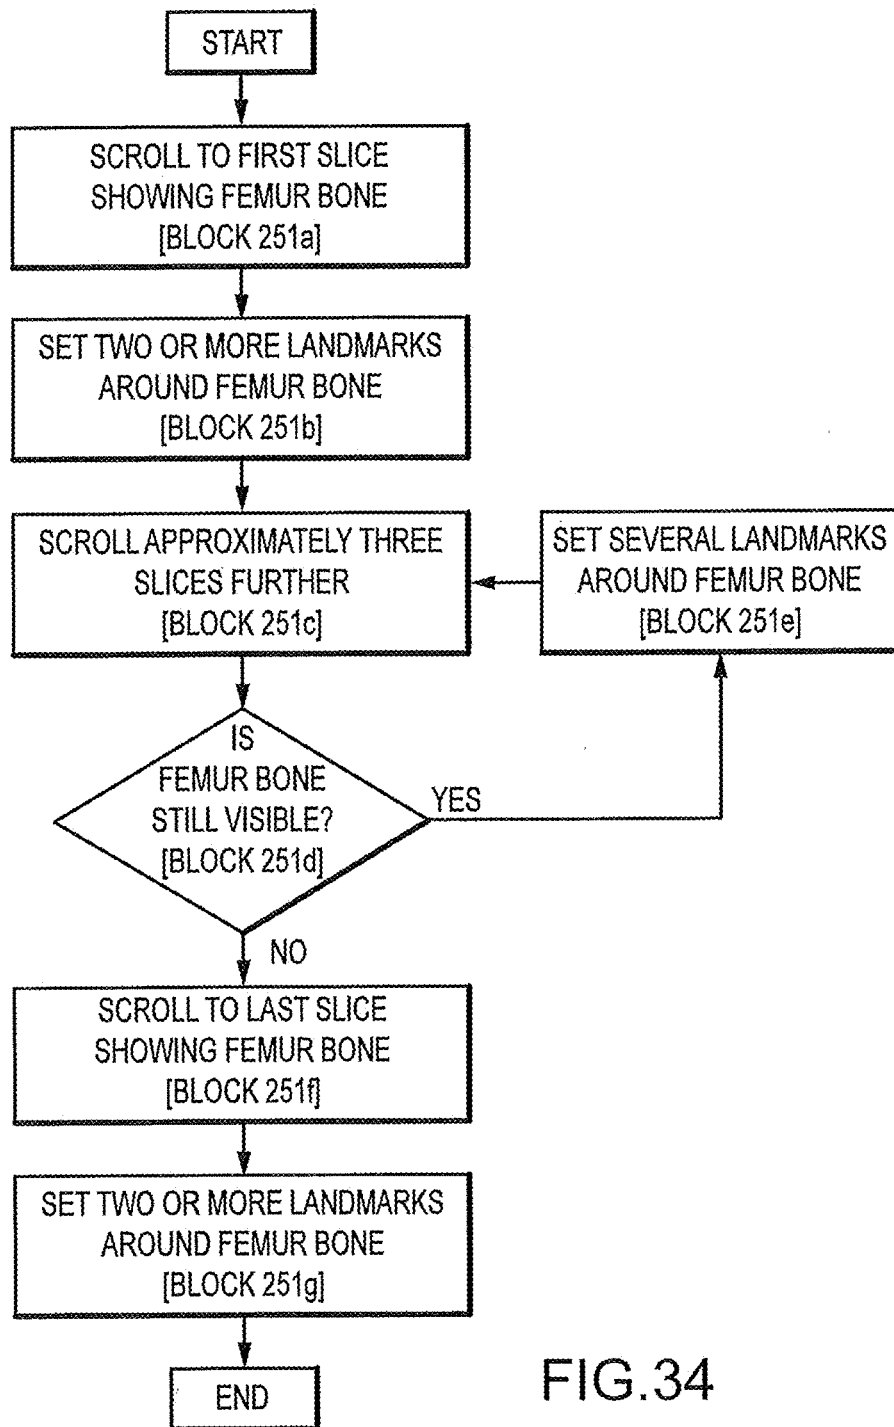 START
SCROLL TO FIRST SLICE
SHOWING FEMUR BONE
[BLOCK 251a]
SET TWO OR MORE LANDMARKS
AROUND FEMUR BONE
[BLOCK 251b]
SCROLL APPROXIMATELY THREE
SLICES FURTHER
[BLOCK 251c]
SET SEVERAL LANDMARKS
AROUND FEMUR BONE
[BLOCK 251e]
IS
FEMUR BONE
STILL VISIBLE?
[BLOCK 251d]
YES
NO
SCROLL TO LAST SLICE
SHOWING FEMUR BONE
[BLOCK 251f]
SET TWO OR MORE LANDMARKS
AROUND FEMUR BONE
[BLOCK 251g]
END
FIG.34